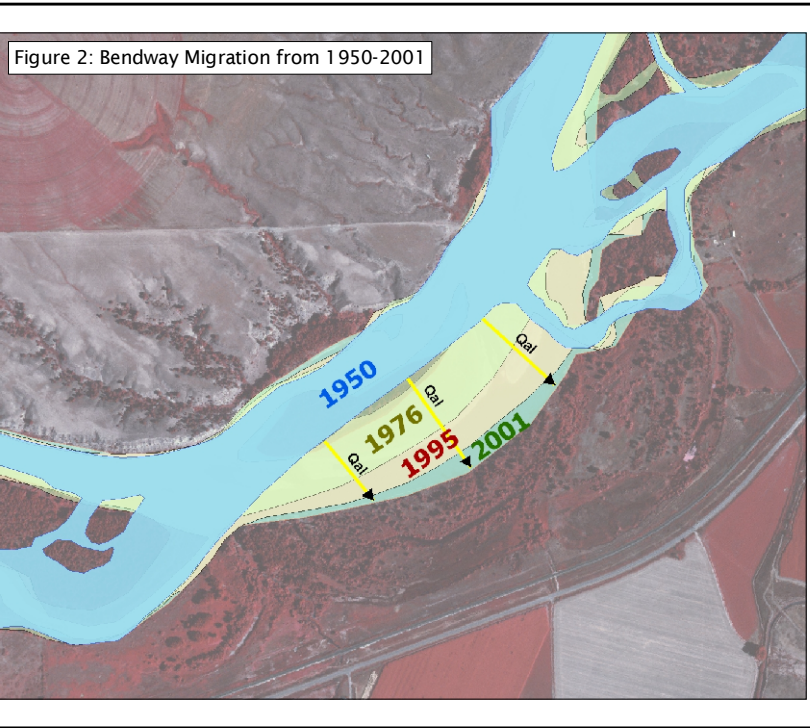 Figure 2: Bendway Migration from 1950-2001
Qal
1950
Qal
1976
1995
2001
Qal